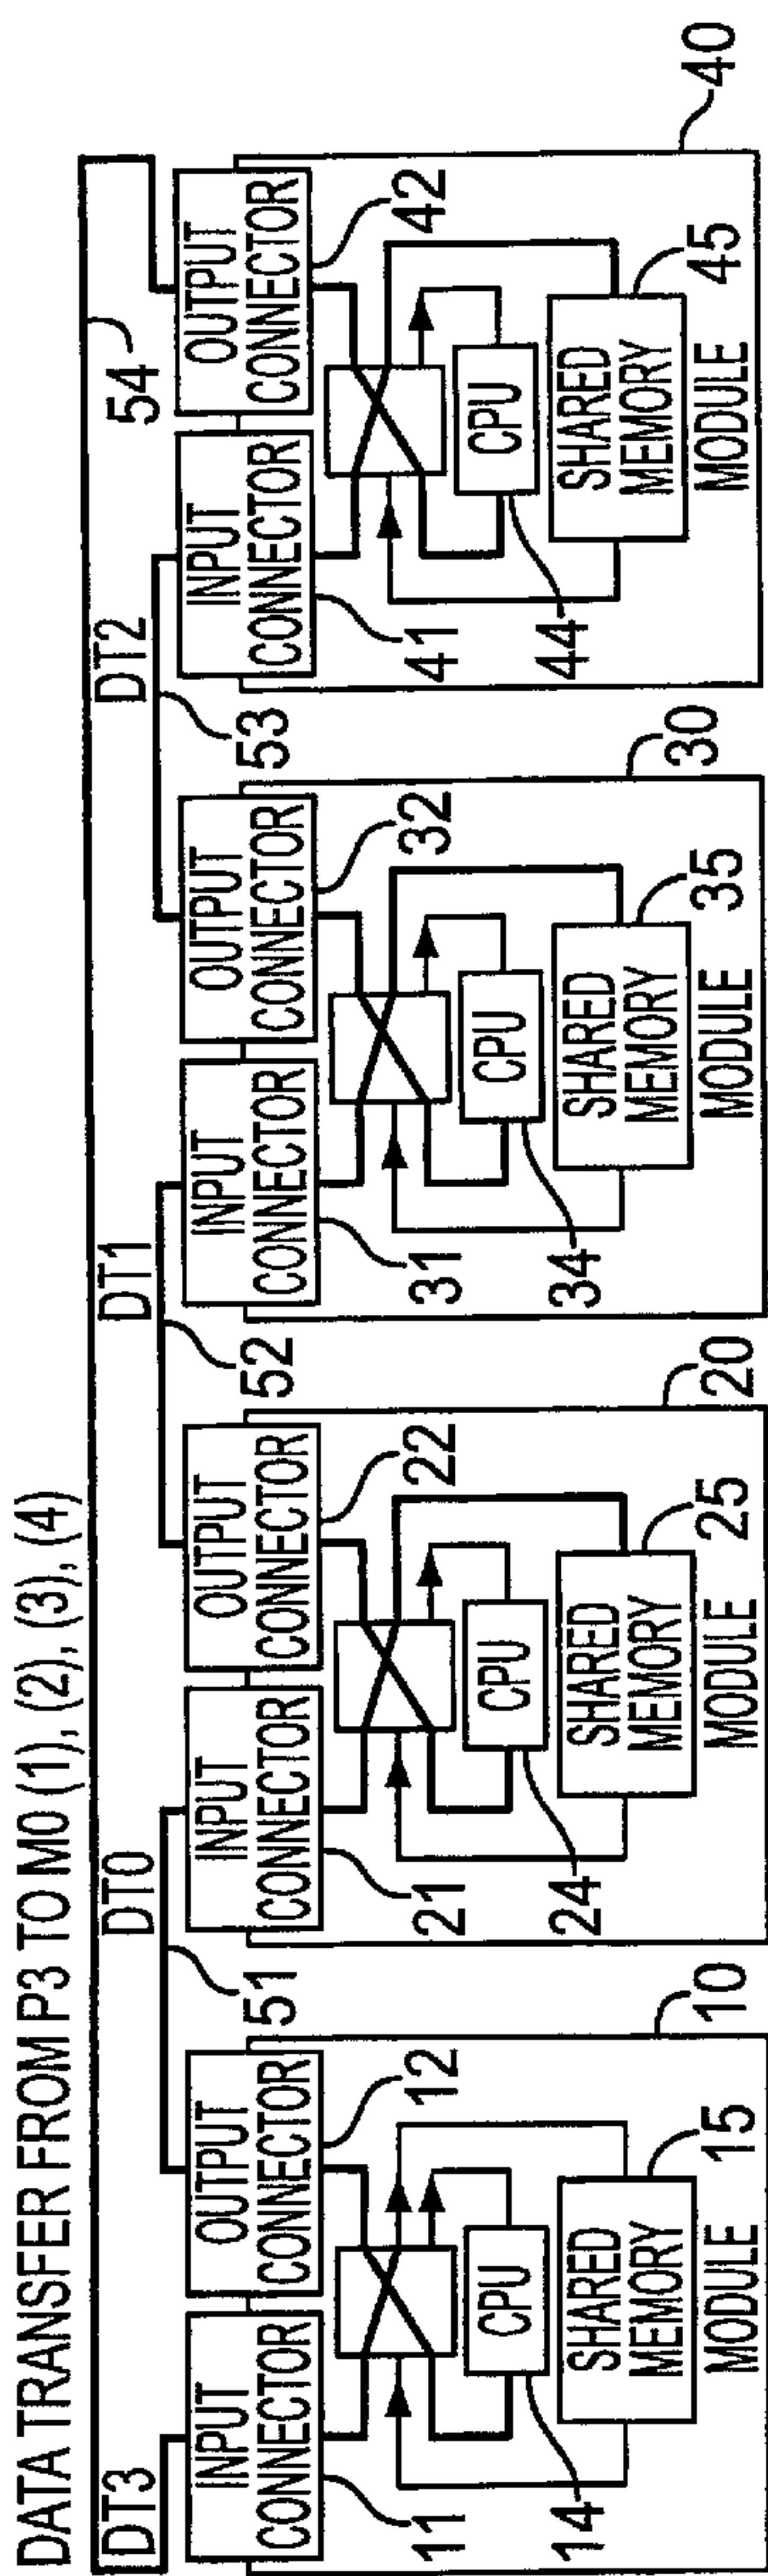 DATA TRANSFER FROM P3 TO M0 (1), (2), (3), (4)
DT3
DT0
DT1
DT2
54
51
52
53
INPUT
CONNECTOR
OUTPUT
CONNECTOR
11
12
CPU
14
SHARED
MEMORY
15
MODULE
10
INPUT
CONNECTOR
OUTPUT
CONNECTOR
21
22
CPU
24
SHARED
MEMORY
25
MODULE
20
INPUT
CONNECTOR
OUTPUT
CONNECTOR
31
32
CPU
34
SHARED
MEMORY
35
MODULE
30
INPUT
CONNECTOR
OUTPUT
CONNECTOR
41
42
CPU
44
SHARED
MEMORY
45
MODULE
40